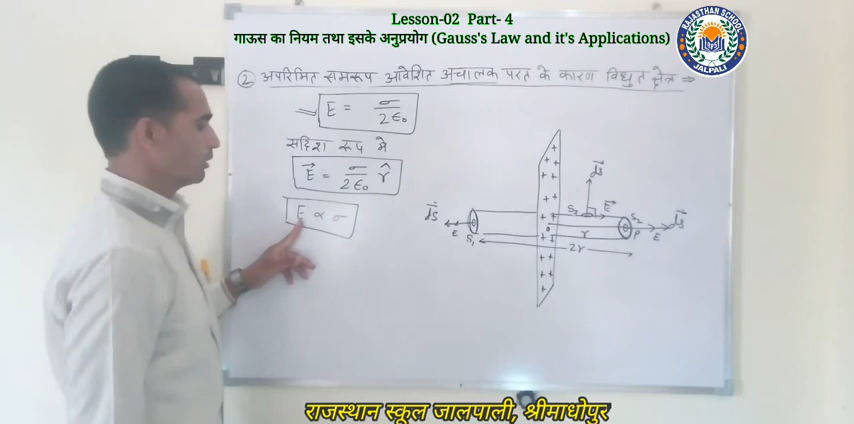 Lesson-02 Part- 4
गाऊस का नियम तथा इसके अनुप्रयोग (Gauss's Law and it's Applications)
RAJASTHAN SCHOOL
JALPALI
② अपरिमित समरूप आवेशित अचालक परत के कारण विद्युत क्षेत्र ⇒
E = σ / 2ϵ₀
सदिश रूप में
E⃗ = σ / 2ϵ₀ r̂
E ∝ σ
ds⃗
E S₁
ds⃗
S₃ E⃗
S₂ ds⃗
r P E
2r
राजस्थान स्कूल जालपाली, श्रीमाधोपुर